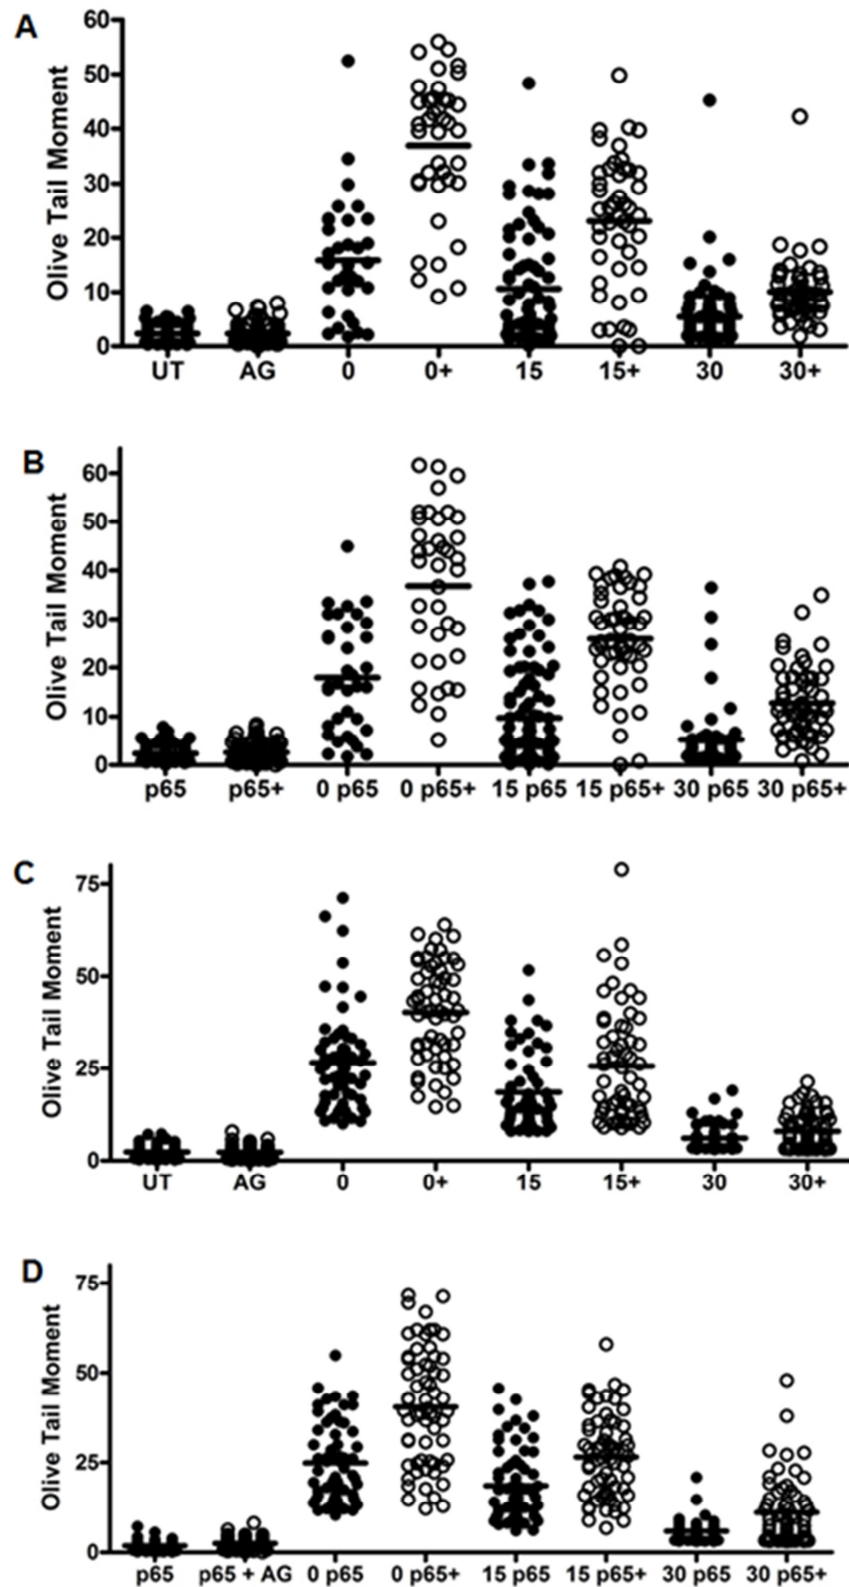 A
Olive Tail Moment
60
50
40
30
20
10
0
UT AG 0 0+ 15 15+ 30 30+
B
Olive Tail Moment
60
50
40
30
20
10
0
p65 p65+ 0 p65 0 p65+ 15 p65 15 p65+ 30 p65 30 p65+
C
Olive Tail Moment
75
50
25
0
UT AG 0 0+ 15 15+ 30 30+
D
Olive Tail Moment
75
50
25
0
p65 p65 + AG 0 p65 0 p65+ 15 p65 15 p65+ 30 p65 30 p65+